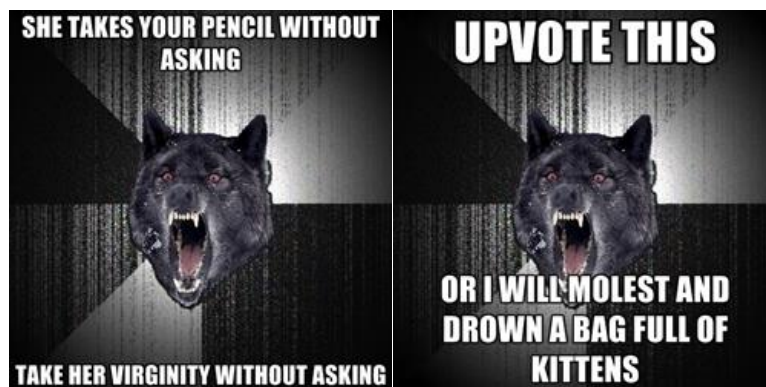 SHE TAKES YOUR PENCIL WITHOUT
ASKING
TAKE HER VIRGINITY WITHOUT ASKING
UPVOTE THIS
OR I WILL MOLEST AND
DROWN A BAG FULL OF
KITTENS